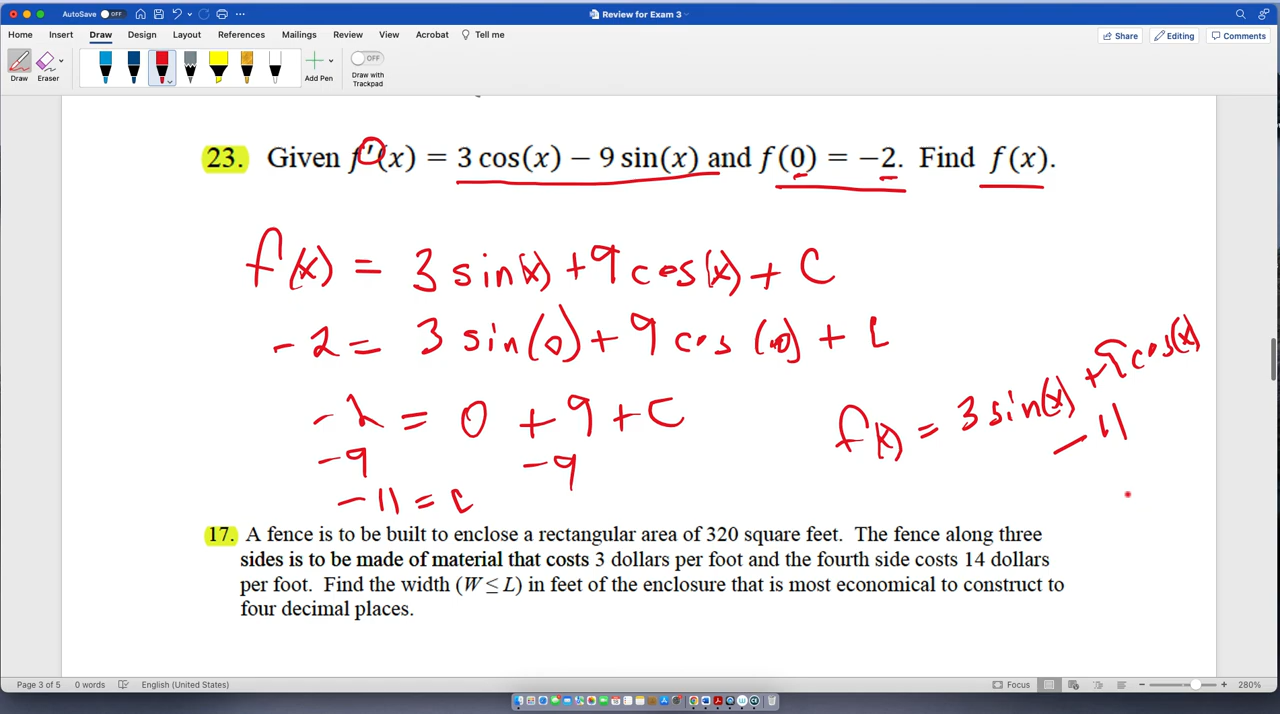 AutoSave OFF
Review for Exam 3
Home Insert Draw Design Layout References Mailings Review View Acrobat Tell me
Share Editing Comments
Draw Eraser Add Pen Draw with Trackpad OFF
23. Given f′(x) = 3 cos(x) − 9 sin(x) and f(0) = −2. Find f(x).
f(x) = 3 sin(x) + 9 cos(x) + C
-2 = 3 sin(0) + 9 cos(0) + C
-2 = 0 + 9 + C
-9 -9
-11 = C
f(x) = 3 sin(x) + 9 cos(x)
- 11
17. A fence is to be built to enclose a rectangular area of 320 square feet. The fence along three
sides is to be made of material that costs 3 dollars per foot and the fourth side costs 14 dollars
per foot. Find the width (W ≤ L) in feet of the enclosure that is most economical to construct to
four decimal places.
Page 3 of 5 0 words English (United States) Focus 280%